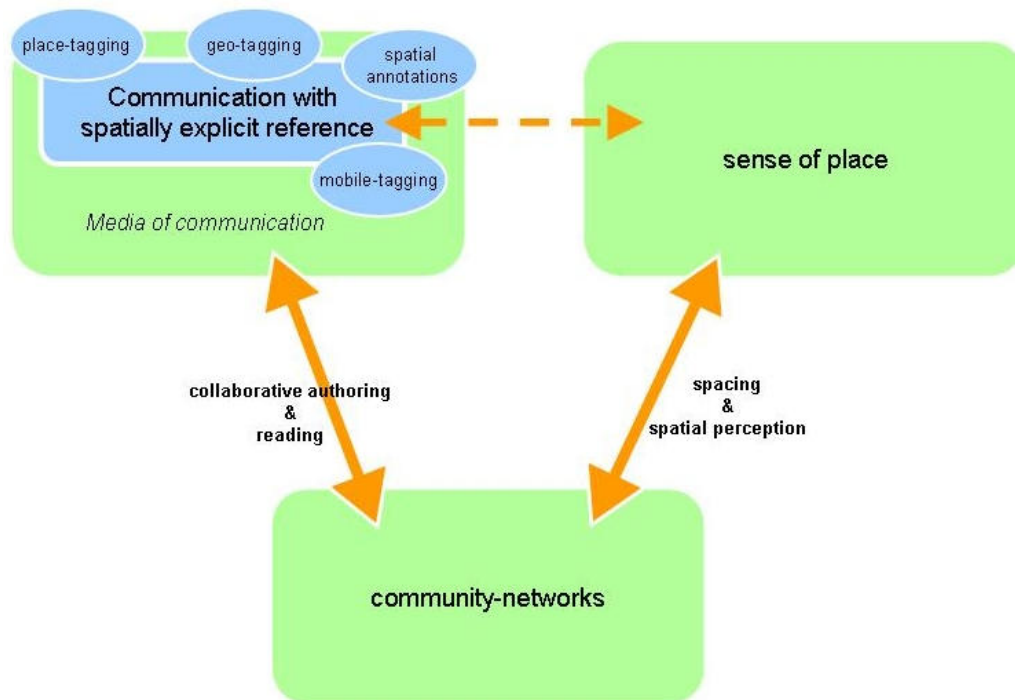 place-tagging
geo-tagging
spatial
annotations
Communication with
spatially explicit reference
mobile-tagging
Media of communication
sense of place
collaborative authoring
&
reading
spacing
&
spatial perception
community-networks